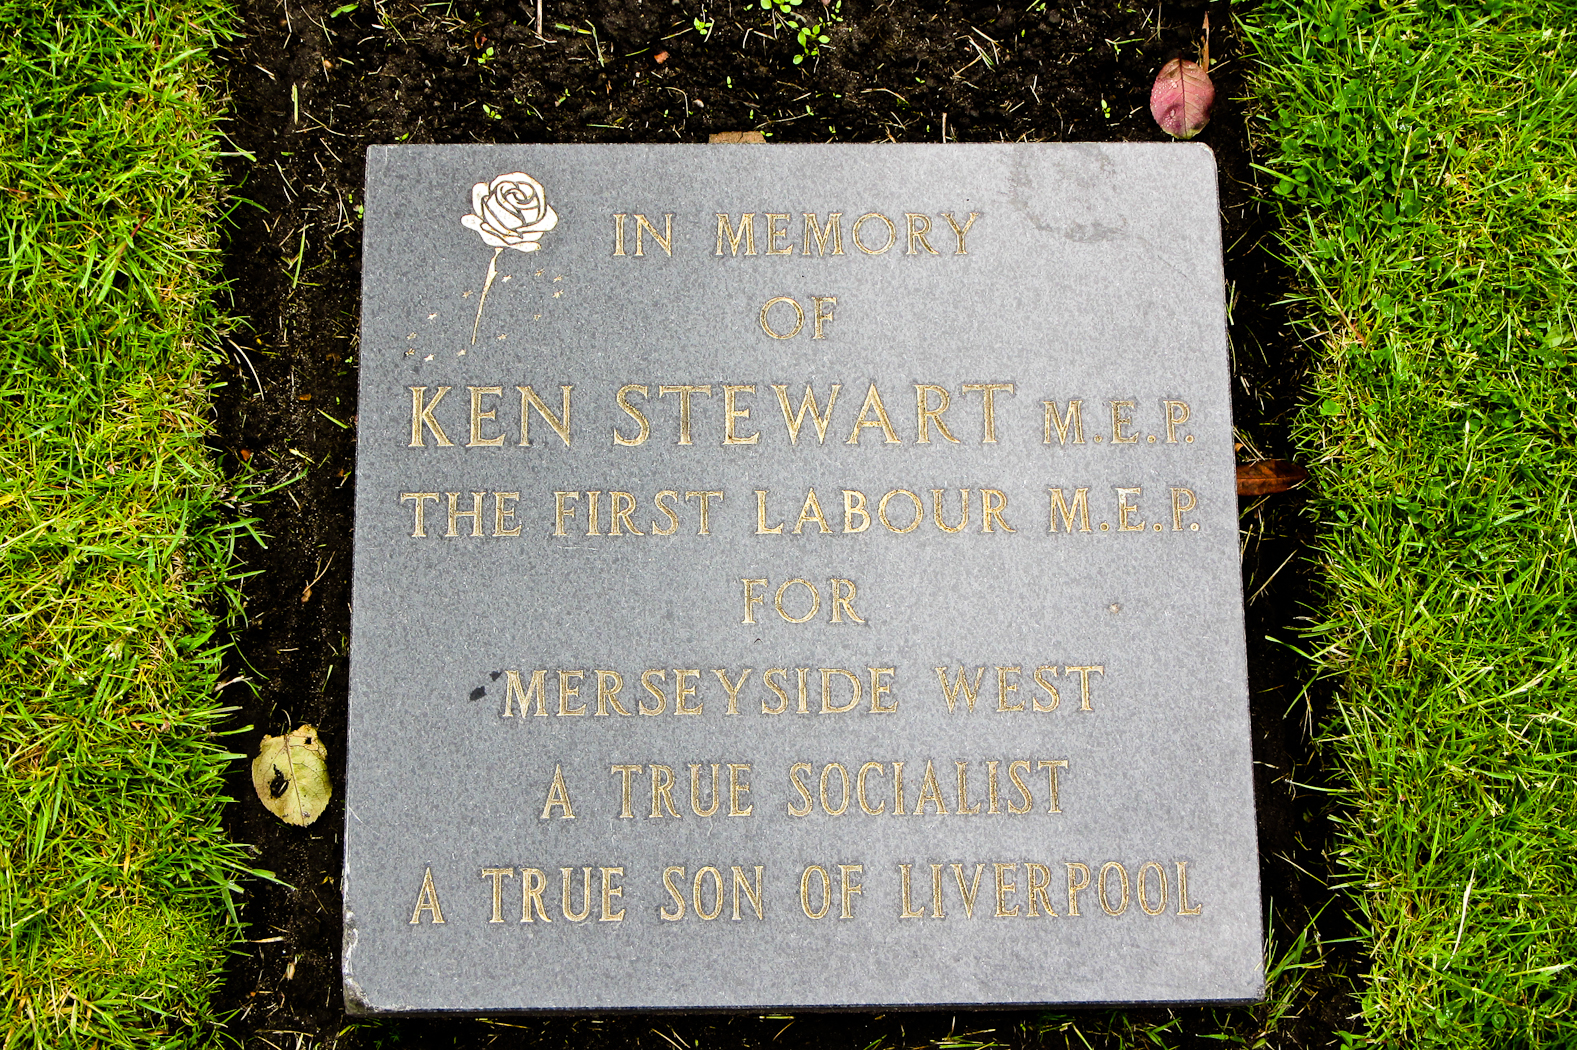 IN MEMORY
OF
KEN STEWART M.E.P.
THE FIRST LABOUR M.E.P.
FOR
MERSEYSIDE WEST
A TRUE SOCIALIST
A TRUE SON OF LIVERPOOL